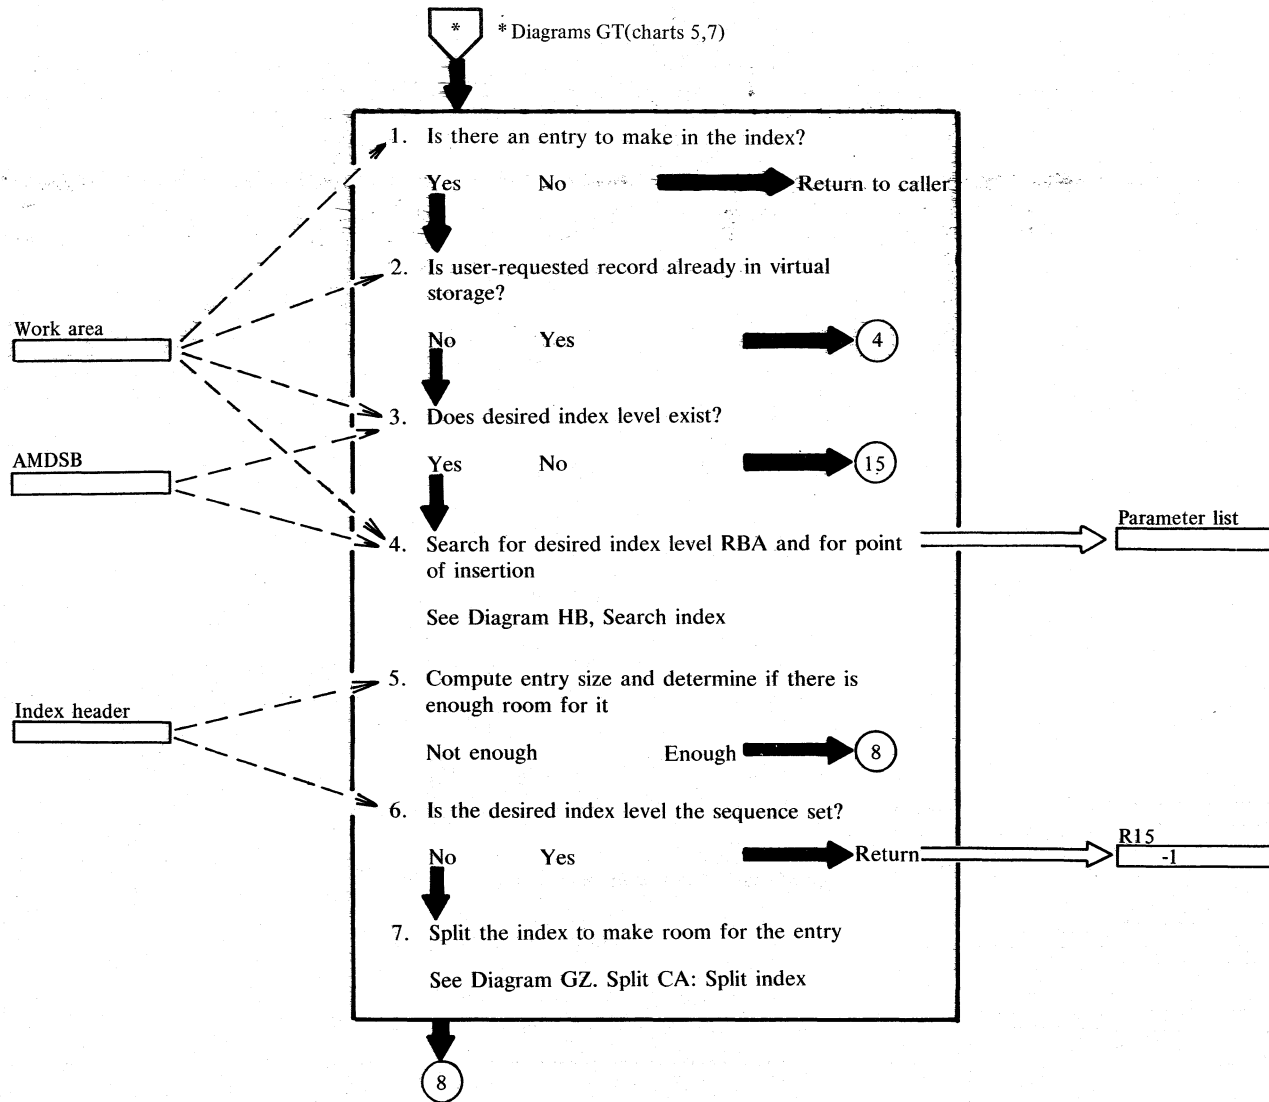 *
* Diagrams GT(charts 5,7)
1. Is there an entry to make in the index?
Yes No Return to caller
2. Is user-requested record already in virtual
storage?
Work area
No Yes 4
3. Does desired index level exist?
AMDSB
Yes No 15
Parameter list
4. Search for desired index level RBA and for point
of insertion
See Diagram HB, Search index
5. Compute entry size and determine if there is
enough room for it
Index header
Not enough Enough 8
6. Is the desired index level the sequence set?
R15
No Yes Return -1
7. Split the index to make room for the entry
See Diagram GZ. Split CA: Split index
8